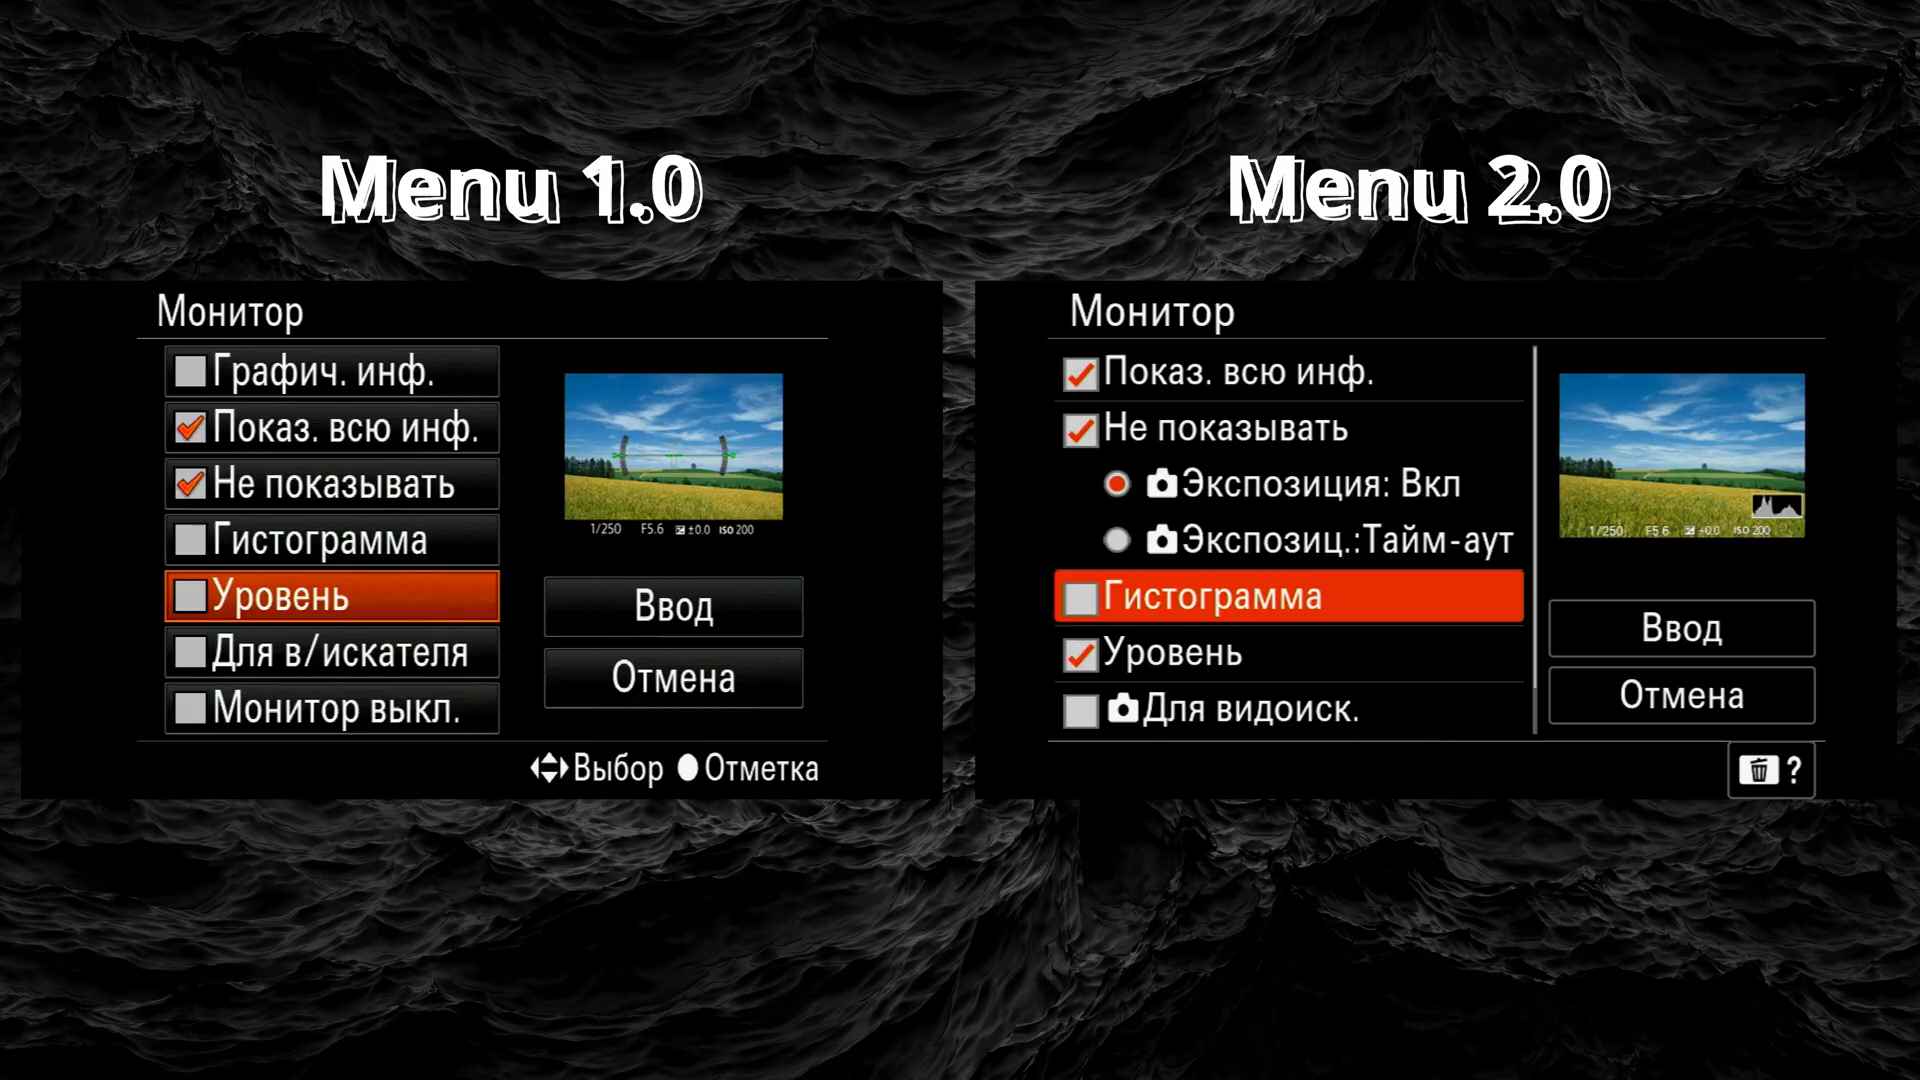 Menu 1.0
Монитор
Графич. инф.
Показ. всю инф.
Не показывать
Гистограмма
Уровень
Для в/искателя
Монитор выкл.
1/250 F5.6 ±0.0 ISO 200
Ввод
Отмена
Выбор Отметка
Menu 2.0
Монитор
Показ. всю инф.
Не показывать
Экспозиция: Вкл
Экспозиц.:Тайм-аут
Гистограмма
Уровень
Для видоиск.
1/250 F5.6 ±0.0 ISO 200
Ввод
Отмена
?